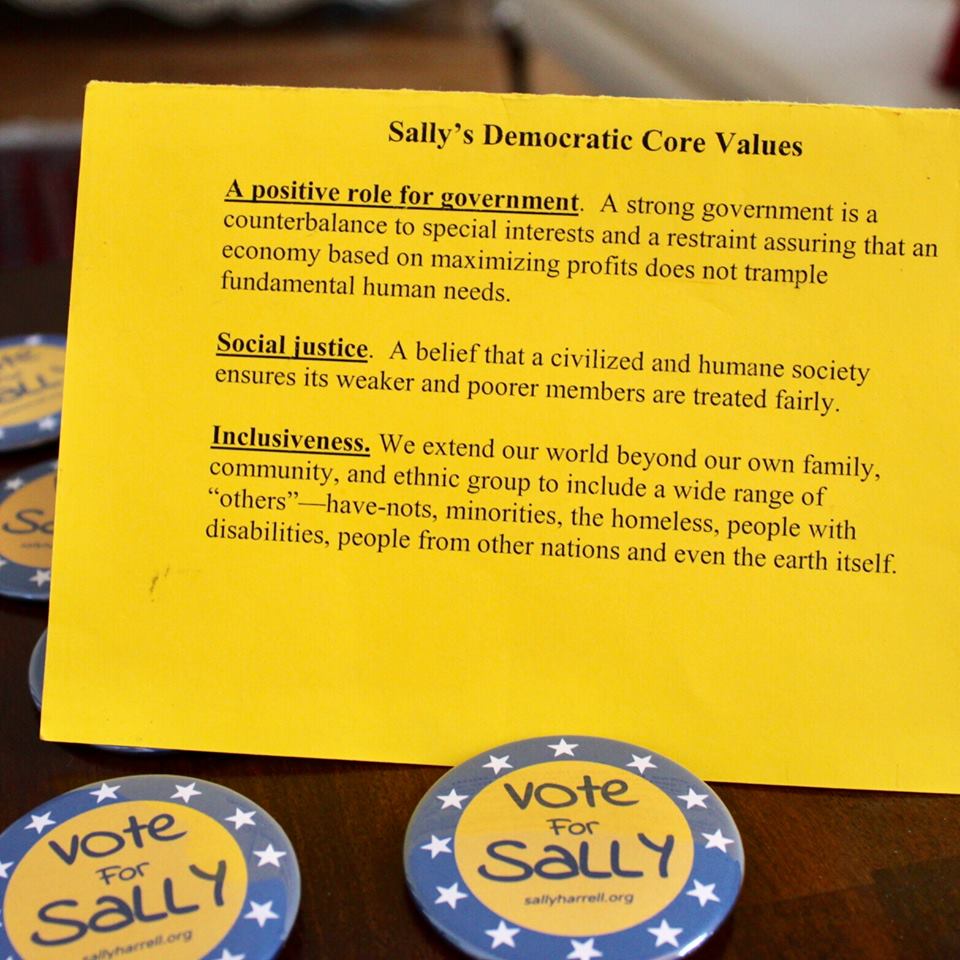 Sally's Democratic Core Values
A positive role for government. A strong government is a
counterbalance to special interests and a restraint assuring that an
economy based on maximizing profits does not trample
fundamental human needs.
Social justice. A belief that a civilized and humane society
ensures its weaker and poorer members are treated fairly.
Inclusiveness. We extend our world beyond our own family,
community, and ethnic group to include a wide range of
“others”—have-nots, minorities, the homeless, people with
disabilities, people from other nations and even the earth itself.
Vote
For
SaLLY
sallyharrell.org
Vote
For
SaLLY
sallyharrell.org
SaLLY